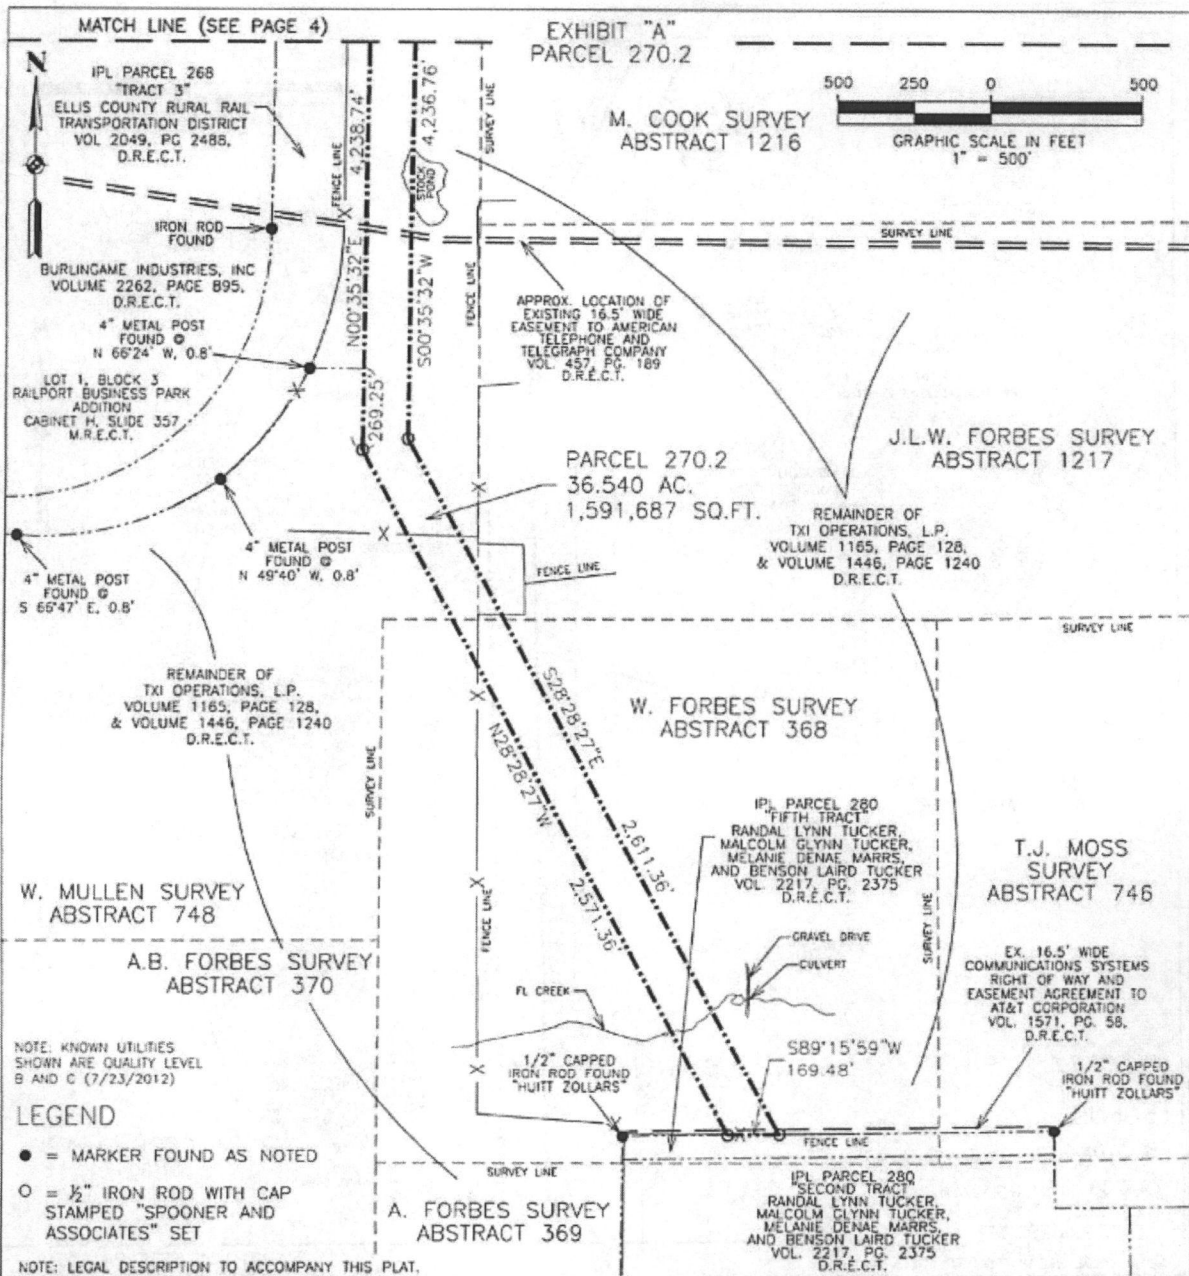 MATCH LINE (SEE PAGE 4)
EXHIBIT "A"
PARCEL 270.2
N
IPL PARCEL 268
"TRACT 3"
ELLIS COUNTY RURAL RAIL
TRANSPORTATION DISTRICT
VOL 2049, PG 2488,
D.R.E.C.T.
FENCE LINE
4,238.74'
N00°35'32"E
4,236.76'
S00°35'32"W
STOCK
POND
SURVEY LINE
M. COOK SURVEY
ABSTRACT 1216
500
250
0
500
GRAPHIC SCALE IN FEET
1" = 500'
IRON ROD
FOUND
SURVEY LINE
BURLINGAME INDUSTRIES, INC
VOLUME 2262, PAGE 895,
D.R.E.C.T.
FENCE LINE
APPROX. LOCATION OF
EXISTING 16.5' WIDE
EASEMENT TO AMERICAN
TELEPHONE AND
TELEGRAPH COMPANY
VOL. 457, PG. 189
D.R.E.C.T.
4" METAL POST
FOUND @
N 66°24' W, 0.8'
LOT 1, BLOCK 3
RAILPORT BUSINESS PARK
ADDITION
CABINET H, SLIDE 357
M.R.E.C.T.
269.25'
J.L.W. FORBES SURVEY
ABSTRACT 1217
PARCEL 270.2
36.540 AC.
1,591,687 SQ.FT.
REMAINDER OF
TXI OPERATIONS, L.P.
VOLUME 1165, PAGE 128,
& VOLUME 1446, PAGE 1240
D.R.E.C.T.
4" METAL POST
FOUND @
N 49°40' W, 0.8'
4" METAL POST
FOUND @
S 66°47' E, 0.8'
FENCE LINE
SURVEY LINE
REMAINDER OF
TXI OPERATIONS, L.P.
VOLUME 1165, PAGE 128,
& VOLUME 1446, PAGE 1240
D.R.E.C.T.
SURVEY LINE
S28°28'27"E
2,611.36'
N28°28'27"W
2,571.36'
W. FORBES SURVEY
ABSTRACT 368
IPL PARCEL 280
"FIFTH TRACT"
RANDAL LYNN TUCKER,
MALCOLM GLYNN TUCKER,
MELANIE DENAE MARRS,
AND BENSON LAIRD TUCKER
VOL. 2217, PG. 2375
D.R.E.C.T.
T.J. MOSS
SURVEY
ABSTRACT 746
W. MULLEN SURVEY
ABSTRACT 748
FENCE LINE
SURVEY LINE
GRAVEL DRIVE
CULVERT
A.B. FORBES SURVEY
ABSTRACT 370
FL CREEK
EX. 16.5' WIDE
COMMUNICATIONS SYSTEMS
RIGHT OF WAY AND
EASEMENT AGREEMENT TO
AT&T CORPORATION
VOL. 1571, PG. 58,
D.R.E.C.T.
NOTE: KNOWN UTILITIES
SHOWN ARE QUALITY LEVEL
B AND C (7/23/2012)
1/2" CAPPED
IRON ROD FOUND
"HUITT ZOLLARS"
S89°15'59"W
169.48'
1/2" CAPPED
IRON ROD FOUND
"HUITT ZOLLARS"
LEGEND
● = MARKER FOUND AS NOTED
○ = ½" IRON ROD WITH CAP
STAMPED "SPOONER AND
ASSOCIATES" SET
FENCE LINE
SURVEY LINE
A. FORBES SURVEY
ABSTRACT 369
IPL PARCEL 280
"SECOND TRACT"
RANDAL LYNN TUCKER,
MALCOLM GLYNN TUCKER,
MELANIE DENAE MARRS,
AND BENSON LAIRD TUCKER
VOL. 2217, PG. 2375
D.R.E.C.T.
NOTE: LEGAL DESCRIPTION TO ACCOMPANY THIS PLAT.